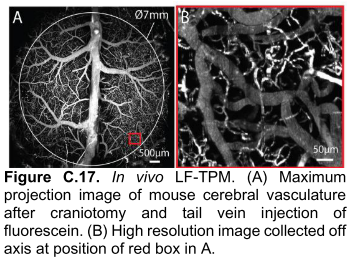 A
Ø7mm
500µm
B
50µm
Figure C.17. In vivo LF-TPM. (A) Maximum
projection image of mouse cerebral vasculature
after craniotomy and tail vein injection of
fluorescein. (B) High resolution image collected off
axis at position of red box in A.